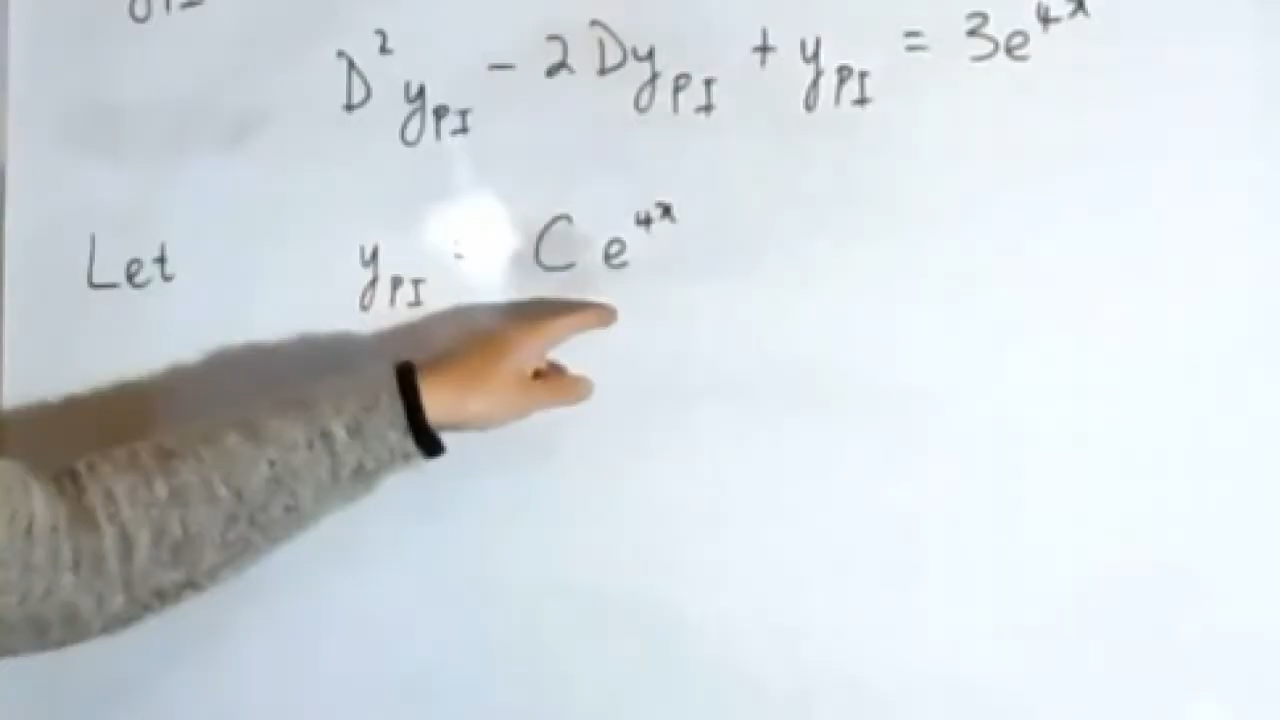 D²y_PI - 2Dy_PI + y_PI = 3e^4x
Let y_PI = Ce^4x